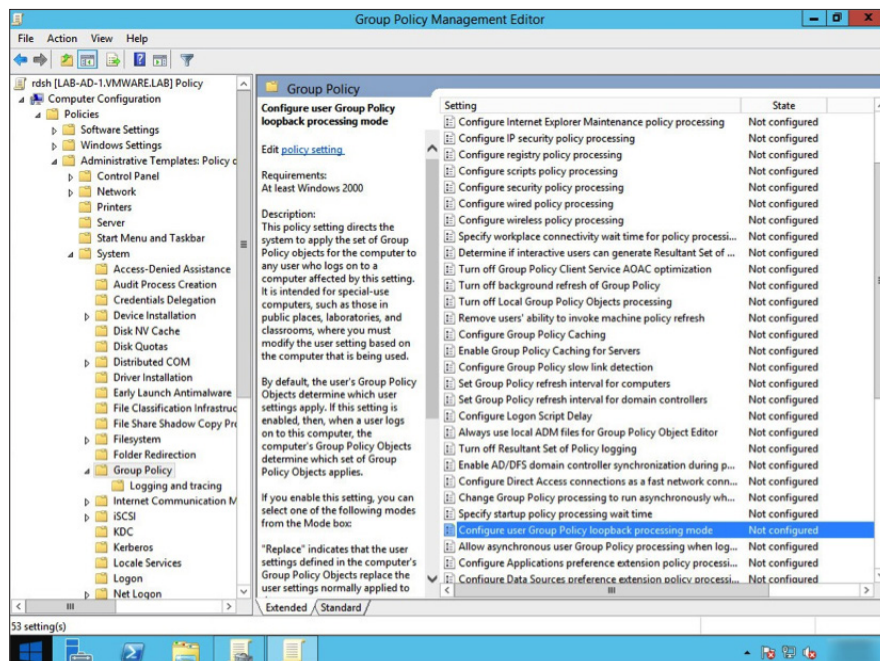 Group Policy Management Editor
File Action View Help
rdsh [LAB-AD-1.VMWARE.LAB] Policy
Computer Configuration
Policies
Software Settings
Windows Settings
Administrative Templates: Policy d
Control Panel
Network
Printers
Server
Start Menu and Taskbar
System
Access-Denied Assistance
Audit Process Creation
Credentials Delegation
Device Installation
Disk NV Cache
Disk Quotas
Distributed COM
Driver Installation
Early Launch Antimalware
File Classification Infrastruc
File Share Shadow Copy Pr
Filesystem
Folder Redirection
Group Policy
Logging and tracing
Internet Communication M
iSCSI
KDC
Kerberos
Locale Services
Logon
Net Logon
Group Policy
Configure user Group Policy
loopback processing mode
Edit policy setting
Requirements:
At least Windows 2000
Description:
This policy setting directs the
system to apply the set of Group
Policy objects for the computer to
any user who logs on to a
computer affected by this setting.
It is intended for special-use
computers, such as those in
public places, laboratories, and
classrooms, where you must
modify the user setting based on
the computer that is being used.
By default, the user's Group Policy
Objects determine which user
settings apply. If this setting is
enabled, then, when a user logs
on to this computer, the
computer's Group Policy Objects
determine which set of Group
Policy Objects applies.
If you enable this setting, you can
select one of the following modes
from the Mode box:
"Replace" indicates that the user
settings defined in the computer's
Group Policy Objects replace the
user settings normally applied to
Setting State
Configure Internet Explorer Maintenance policy processing Not configured
Configure IP security policy processing Not configured
Configure registry policy processing Not configured
Configure scripts policy processing Not configured
Configure security policy processing Not configured
Configure wired policy processing Not configured
Configure wireless policy processing Not configured
Specify workplace connectivity wait time for policy processi... Not configured
Determine if interactive users can generate Resultant Set of ... Not configured
Turn off Group Policy Client Service AOAC optimization Not configured
Turn off background refresh of Group Policy Not configured
Turn off Local Group Policy Objects processing Not configured
Remove users' ability to invoke machine policy refresh Not configured
Configure Group Policy Caching Not configured
Enable Group Policy Caching for Servers Not configured
Configure Group Policy slow link detection Not configured
Set Group Policy refresh interval for computers Not configured
Set Group Policy refresh interval for domain controllers Not configured
Configure Logon Script Delay Not configured
Always use local ADM files for Group Policy Object Editor Not configured
Turn off Resultant Set of Policy logging Not configured
Enable AD/DFS domain controller synchronization during p... Not configured
Configure Direct Access connections as a fast network conn... Not configured
Change Group Policy processing to run asynchronously wh... Not configured
Specify startup policy processing wait time Not configured
Configure user Group Policy loopback processing mode Not configured
Allow asynchronous user Group Policy processing when log... Not configured
Configure Applications preference extension policy processi... Not configured
Configure Data Sources preference extension policy processi... Not configured
Extended Standard
53 setting(s)